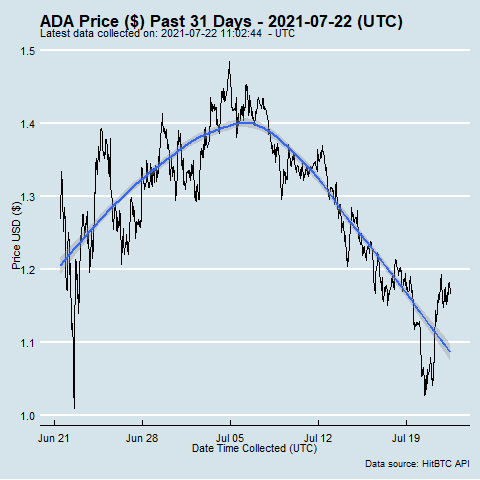 ADA Price ($) Past 31 Days - 2021-07-22 (UTC)
Latest data collected on: 2021-07-22 11:02:44 - UTC
1.5
1.4
1.3
1.2
1.1
1.0
Price USD ($)
Jun 21 Jun 28 Jul 05 Jul 12 Jul 19
Date Time Collected (UTC)
Data source: HitBTC API